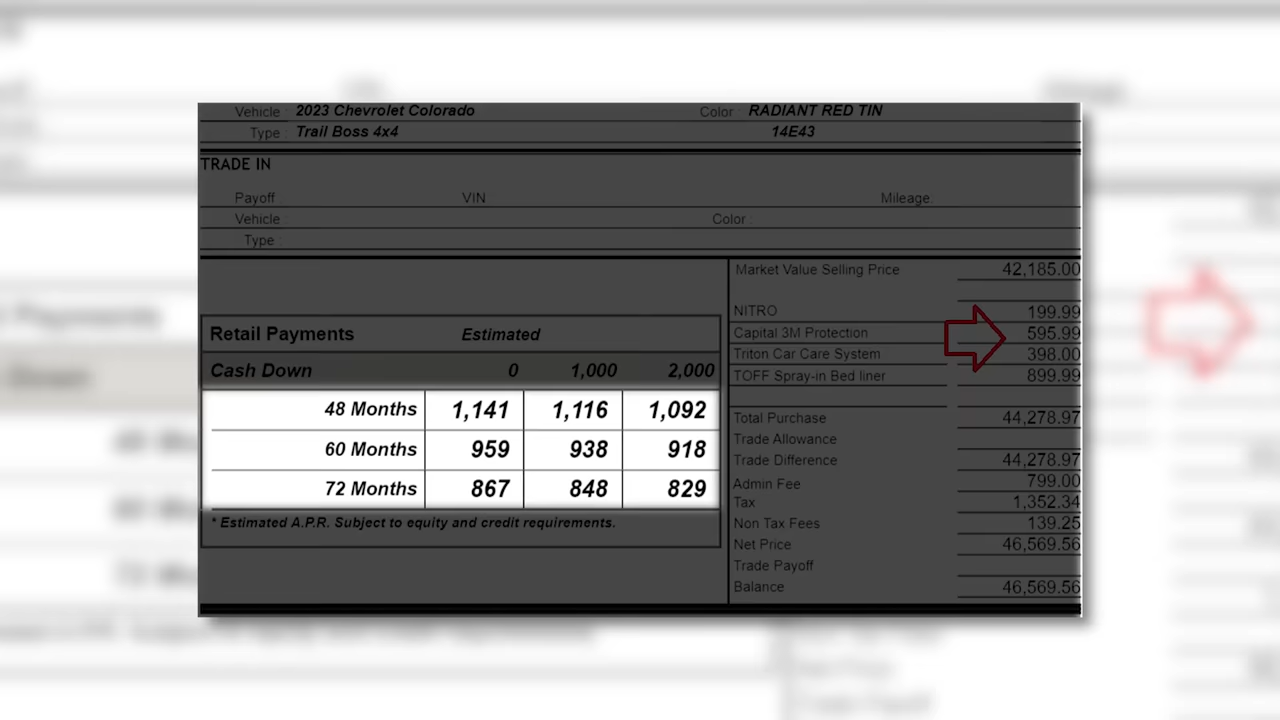 Vehicle : 2023 Chevrolet Colorado Color : RADIANT RED TIN
Type : Trail Boss 4x4 14E43
TRADE IN
Payoff : VIN Mileage:
Vehicle : Color :
Type :
Market Value Selling Price 42,185.00
NITRO 199.99
Capital 3M Protection 595.99
Triton Car Care System 398.00
TOFF Spray-in Bed liner 899.99
Total Purchase 44,278.97
Trade Allowance
Trade Difference 44,278.97
Admin Fee 799.00
Tax 1,352.34
Non Tax Fees 139.25
Net Price 46,569.56
Trade Payoff
Balance 46,569.56
Retail Payments Estimated
Cash Down 0 1,000 2,000
48 Months 1,141 1,116 1,092
60 Months 959 938 918
72 Months 867 848 829
* Estimated A.P.R. Subject to equity and credit requirements.